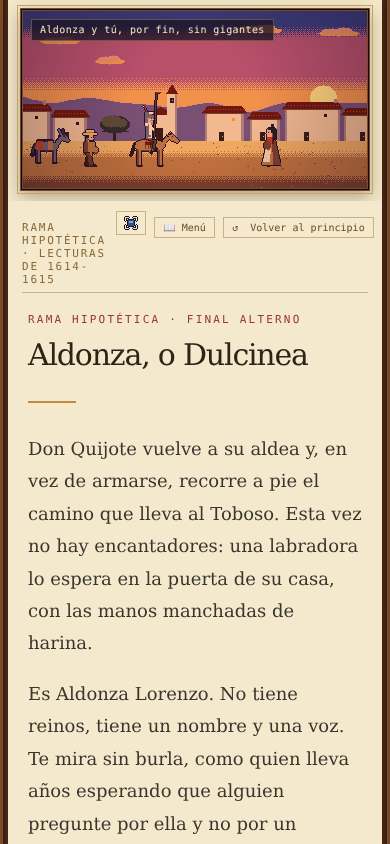 Aldonza y tú, por fin, sin gigantes
RAMA
HIPOTÉTICA
· LECTURAS
DE 1614-
1615
📖 Menú
↺ Volver al principio
RAMA HIPOTÉTICA · FINAL ALTERNO
Aldonza, o Dulcinea
Don Quijote vuelve a su aldea y, en
vez de armarse, recorre a pie el
camino que lleva al Toboso. Esta vez
no hay encantadores: una labradora
lo espera en la puerta de su casa,
con las manos manchadas de
harina.
Es Aldonza Lorenzo. No tiene
reinos, tiene un nombre y una voz.
Te mira sin burla, como quien lleva
años esperando que alguien
pregunte por ella y no por un